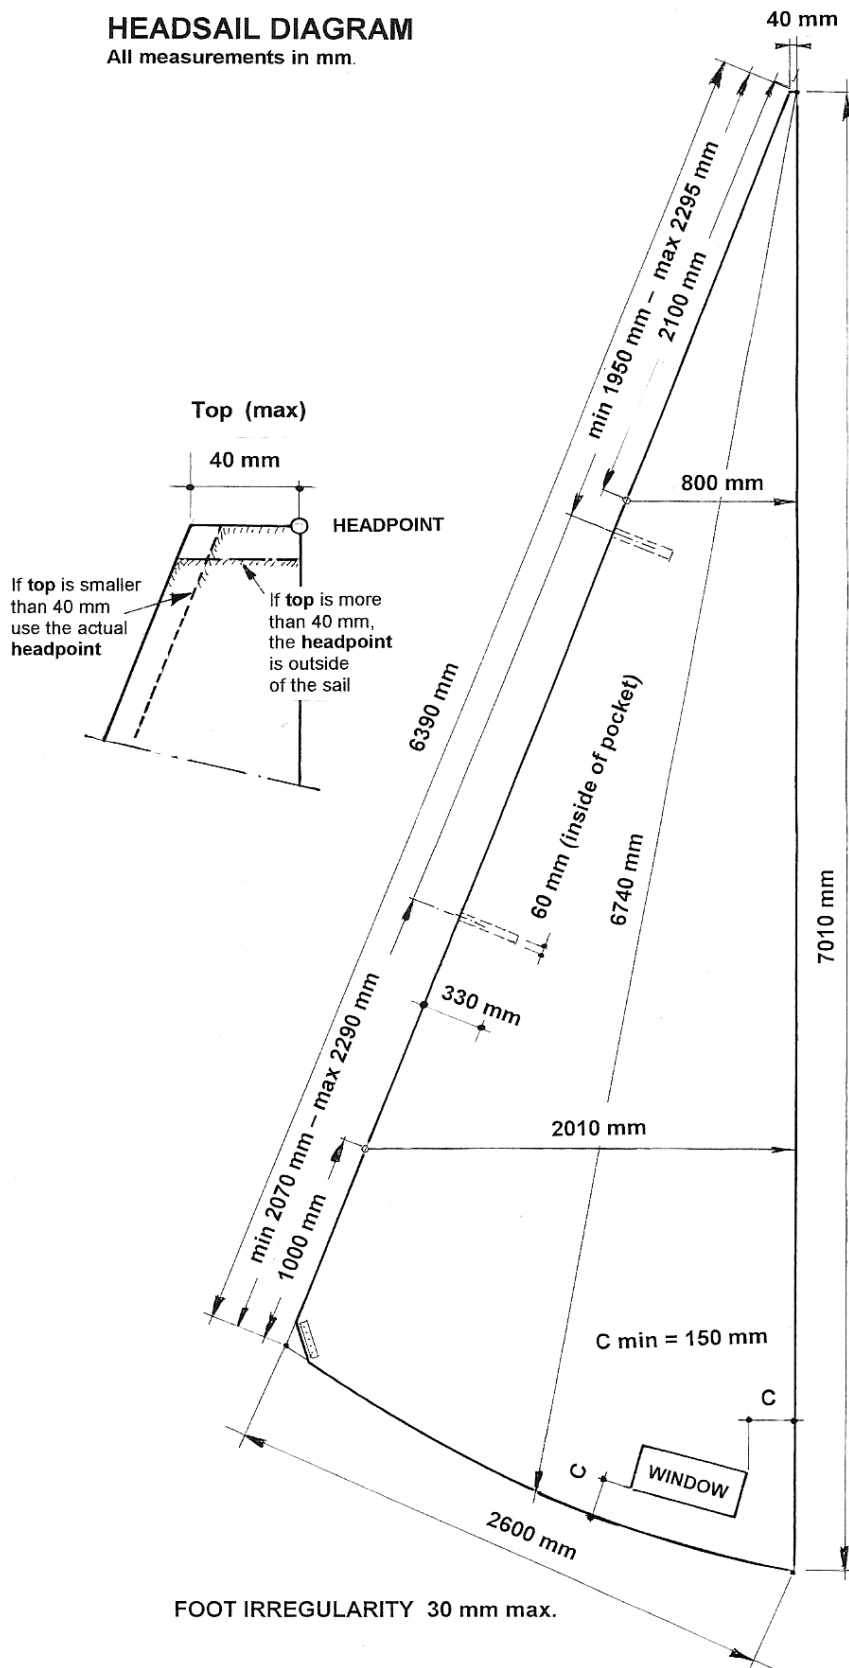 HEADSAIL DIAGRAM
All measurements in mm.
40 mm
min 1950 mm – max 2295 mm
2100 mm
Top (max)
40 mm
800 mm
HEADPOINT
If top is smaller
than 40 mm
use the actual
headpoint
If top is more
than 40 mm,
the headpoint
is outside
of the sail
6390 mm
60 mm (inside of pocket)
6740 mm
7010 mm
330 mm
min 2070 mm – max 2290 mm
1000 mm
2010 mm
C min = 150 mm
C
C
WINDOW
2600 mm
FOOT IRREGULARITY 30 mm max.